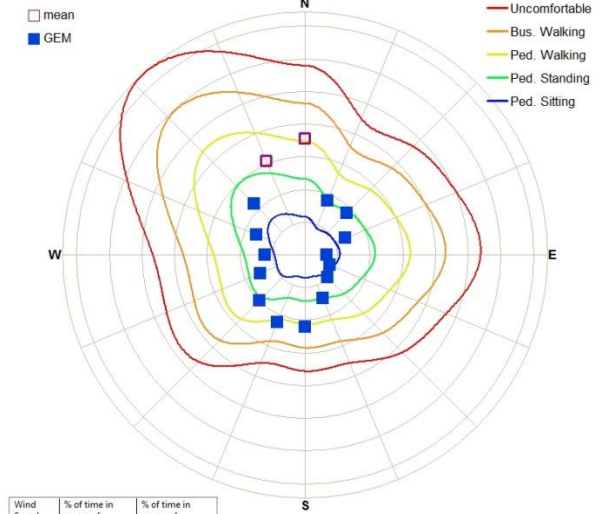 N
mean
GEM
Uncomfortable
Bus. Walking
Ped. Walking
Ped. Standing
Ped. Sitting
W
E
S
Wind
% of time in
% of time in